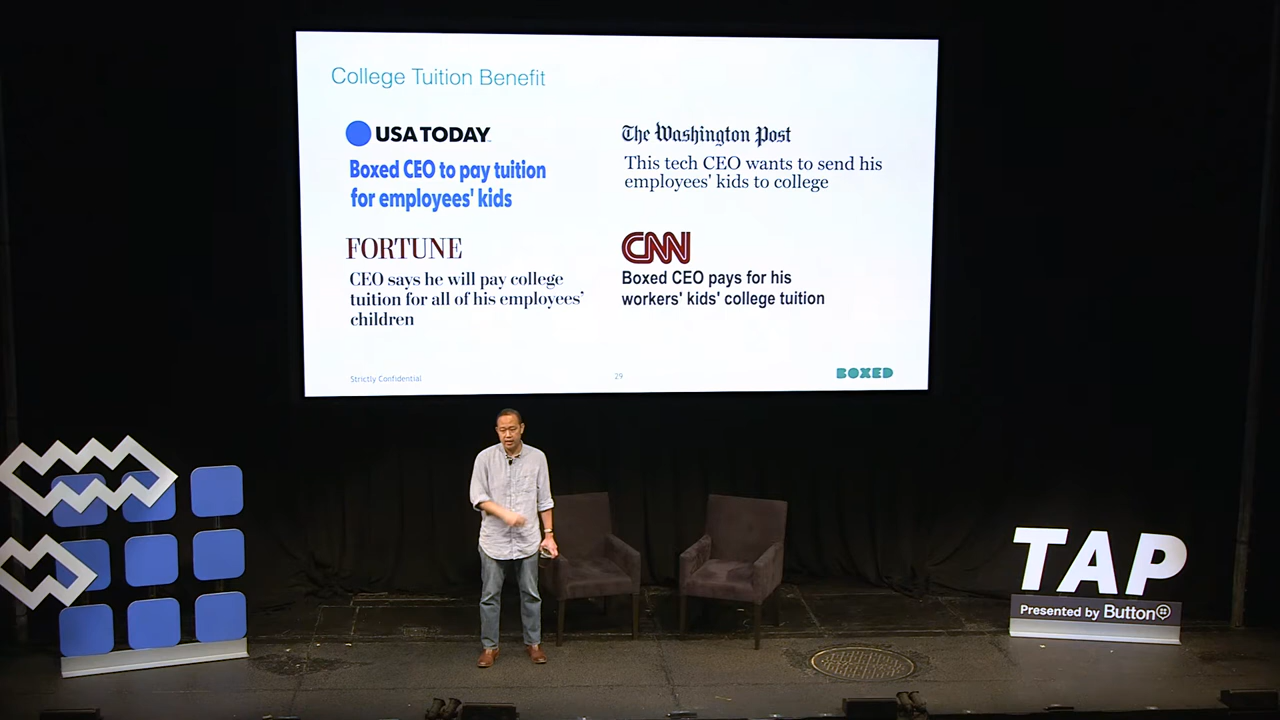 College Tuition Benefit
USA TODAY
Boxed CEO to pay tuition
for employees' kids
The Washington Post
This tech CEO wants to send his
employees' kids to college
FORTUNE
CEO says he will pay college
tuition for all of his employees'
children
CNN
Boxed CEO pays for his
workers' kids' college tuition
Strictly Confidential
29
BOXED
TAP
Presented by Button